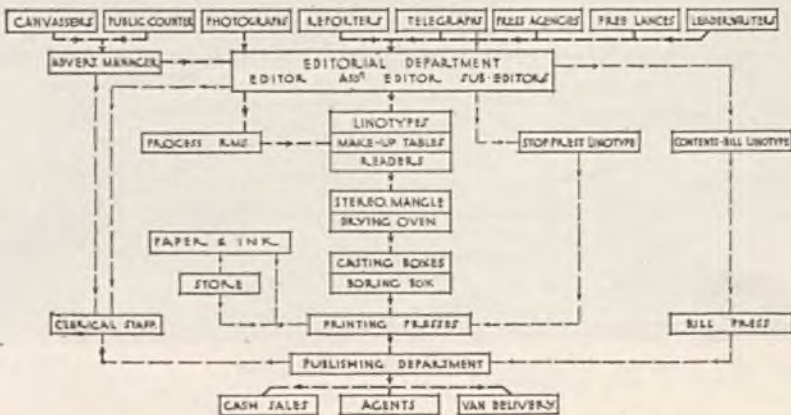 CANVASSERS PUBLIC COUNTER PHOTOGRAPHS REPORTERS TELEGRAPHS PRESS AGENCIES FREE LANCES LEADERWRITERS
ADVERT. MANAGER
EDITORIAL DEPARTMENT
EDITOR ASST EDITOR SUB-EDITORS
LINOTYPES
PROCESS RMS. MAKE-UP TABLES STOP PRESS LINOTYPE CONTENTS-BILL LINOTYPE
READERS
STEREO. MANGLE
DRYING OVEN
PAPER & INK
CASTING BOXES
STORE BORING BOX
CLERICAL STAFF PRINTING PRESSES BILL PRESS
PUBLISHING DEPARTMENT
CASH SALES AGENTS VAN DELIVERY